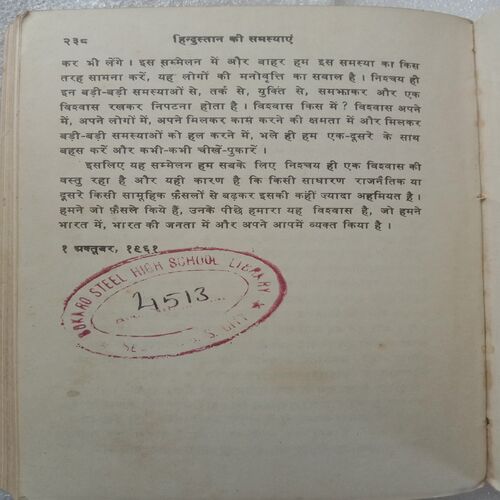 २३८ हिन्दुस्तान की समस्याएं
कर भी लेंगे । इस सम्मेलन में और बाहर हम इस समस्या का किस
तरह सामना करें, यह लोगों की मनोवृत्ति का सवाल है । निश्चय ही
इन बड़ी-बड़ी समस्याओं से, तर्क से, युक्ति से, समझाकर और एक
विश्वास रखकर निपटना होता है । विश्वास किस में ? विश्वास अपने
में, अपने लोगों में, अपने मिलकर काम करने की क्षमता में और मिलकर
बड़ी-बड़ी समस्याओं को हल करने में, भले ही हम एक-दूसरे के साथ
बहस करें और कभी-कभी चीखें-पुकारें ।
इसलिए यह सम्मेलन हम सबके लिए निश्चय ही एक विश्वास की
वस्तु रहा है और यही कारण है कि किसी साधारण राजनैतिक या
दूसरे किसी सामूहिक फ़ैसलों से बढ़कर इसकी कहीं ज्यादा अहमियत है ।
हमने जो फ़ैसले किये हैं, उनके पीछे हमारा यह विश्वास है, जो हमने
भारत में, भारत की जनता में और अपने आपमें व्यक्त किया है ।
१ अक्तूबर, १९६१
BOKARO STEEL HIGH SCHOOL LIBRARY
4513
CITY